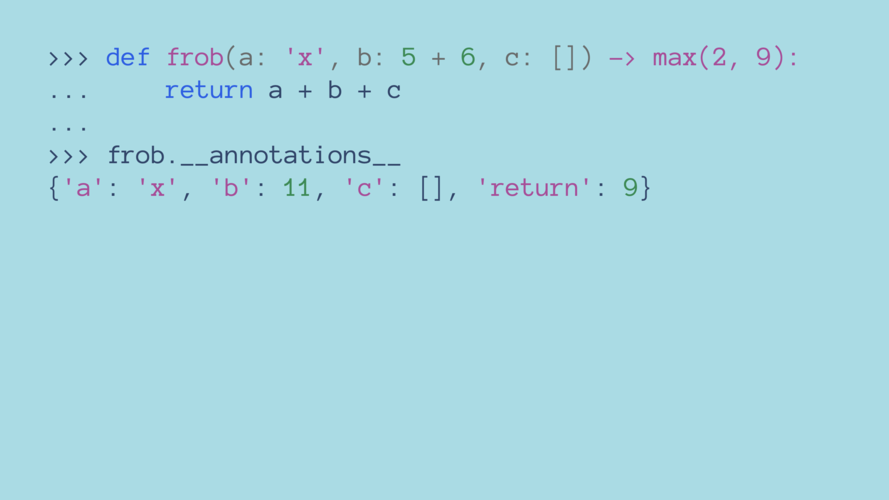 >>> def frob(a: 'x', b: 5 + 6, c: []) -> max(2, 9):
...     return a + b + c
...
>>> frob.__annotations__
{'a': 'x', 'b': 11, 'c': [], 'return': 9}